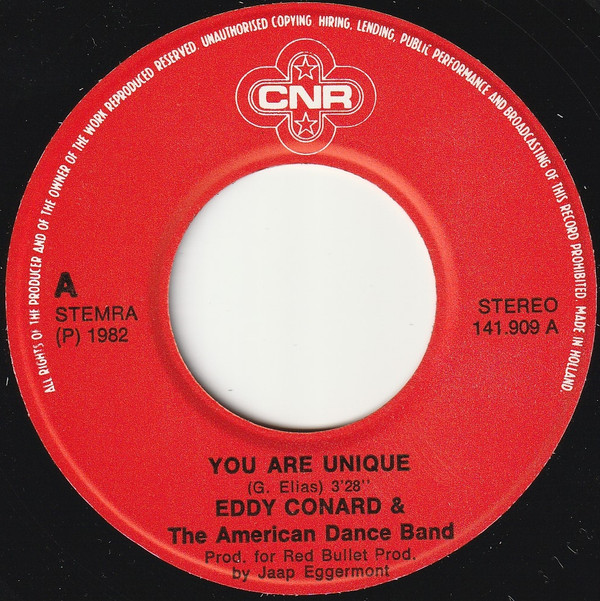 ALL RIGHTS OF THE PRODUCER AND OF THE OWNER OF THE WORK REPRODUCED RESERVED. UNAUTHORISED COPYING, HIRING, LENDING, PUBLIC PERFORMANCE AND BROADCASTING OF THIS RECORD PROHIBITED. MADE IN HOLLAND.
CNR
A
STEMRA
(P) 1982
STEREO
141.909 A
YOU ARE UNIQUE
(G. Elias) 3'28''
EDDY CONARD &
The American Dance Band
Prod. for Red Bullet Prod.
by Jaap Eggermont